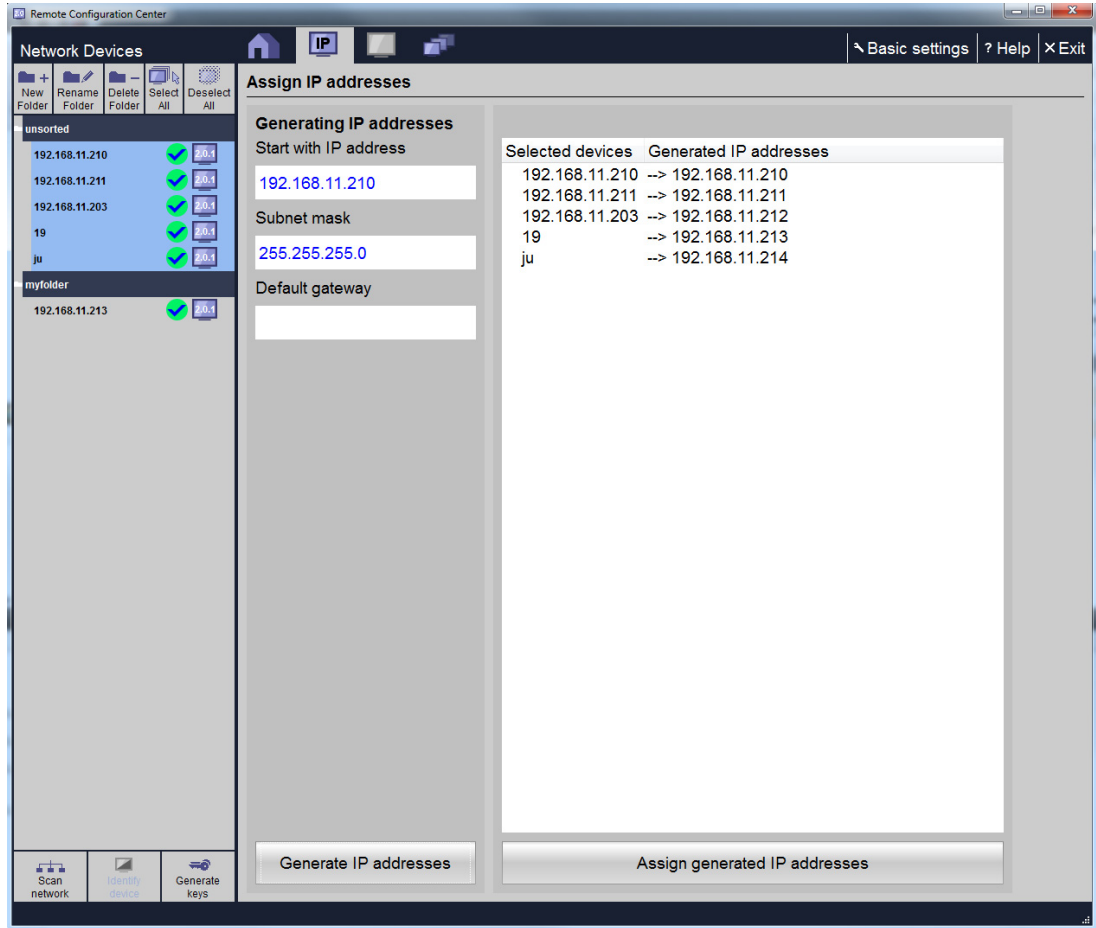 Remote Configuration Center
Network Devices
IP
Basic settings
? Help
Exit
New Folder
Rename Folder
Delete Folder
Select All
Deselect All
Assign IP addresses
unsorted
192.168.11.210 2.0.1
192.168.11.211 2.0.1
192.168.11.203 2.0.1
19 2.0.1
ju 2.0.1
myfolder
192.168.11.213 2.0.1
Generating IP addresses
Start with IP address
192.168.11.210
Subnet mask
255.255.255.0
Default gateway
Selected devices Generated IP addresses
192.168.11.210 --> 192.168.11.210
192.168.11.211 --> 192.168.11.211
192.168.11.203 --> 192.168.11.212
19 --> 192.168.11.213
ju --> 192.168.11.214
Scan network
Identify device
Generate keys
Generate IP addresses
Assign generated IP addresses